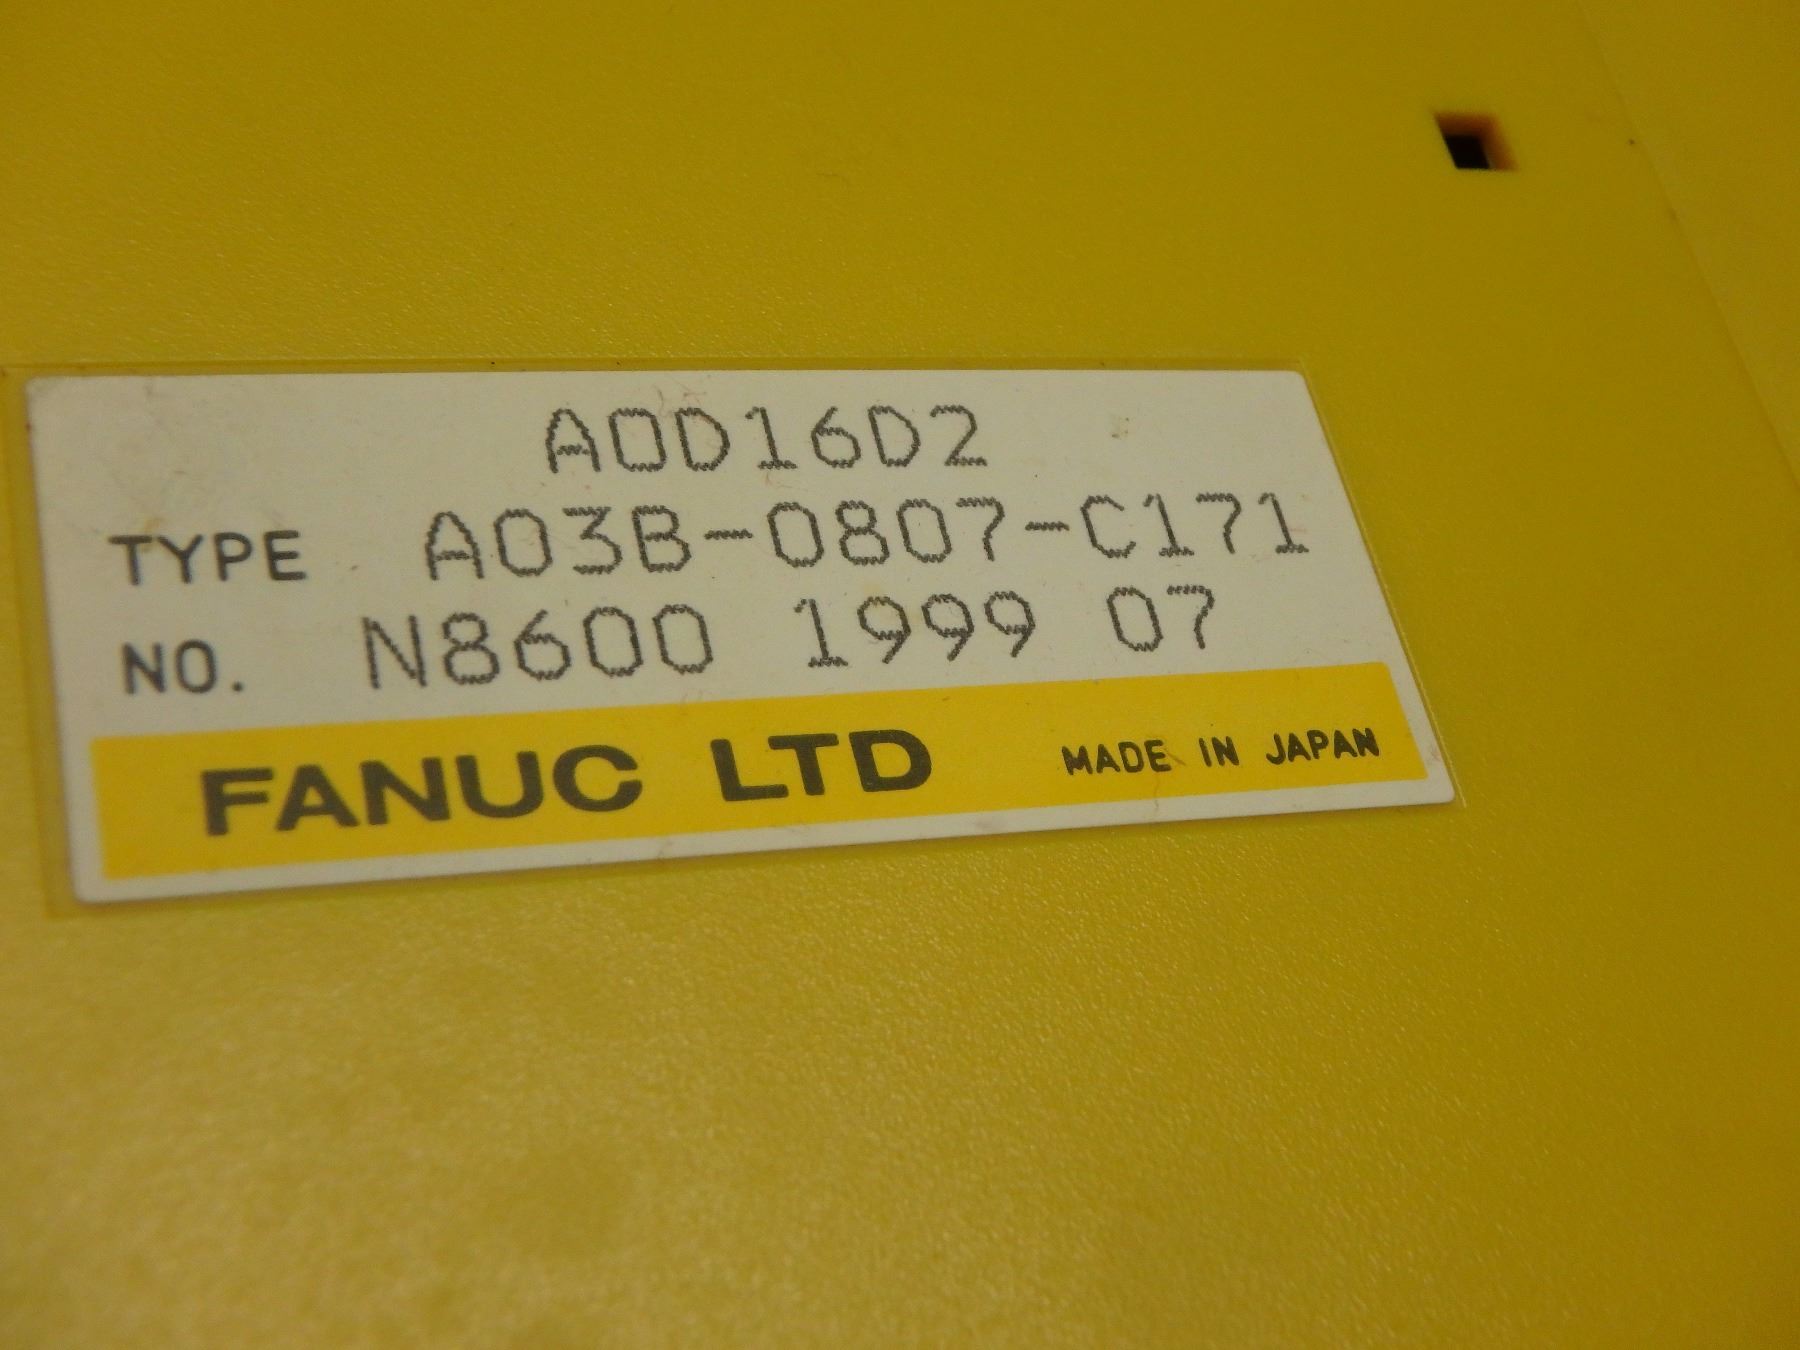 AOD16D2
TYPE A03B-0807-C171
NO. N8600 1999 07
FANUC LTD MADE IN JAPAN